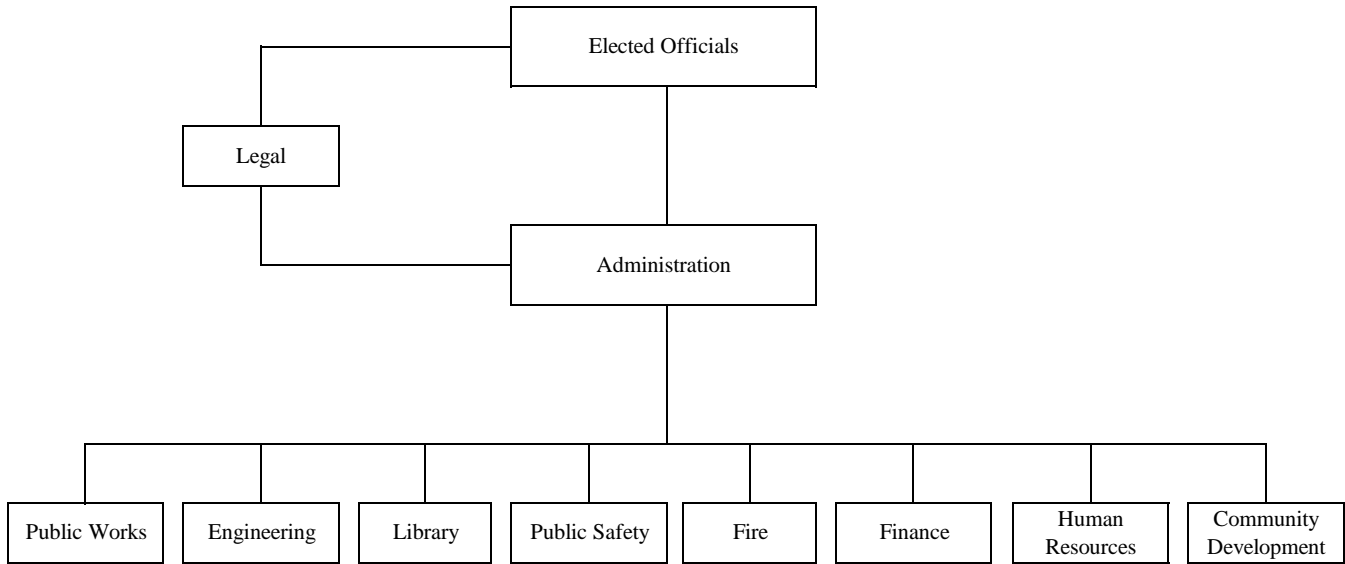 Elected Officials
Legal
Administration
Public Works
Engineering
Library
Public Safety
Fire
Finance
Human
Resources
Community
Development